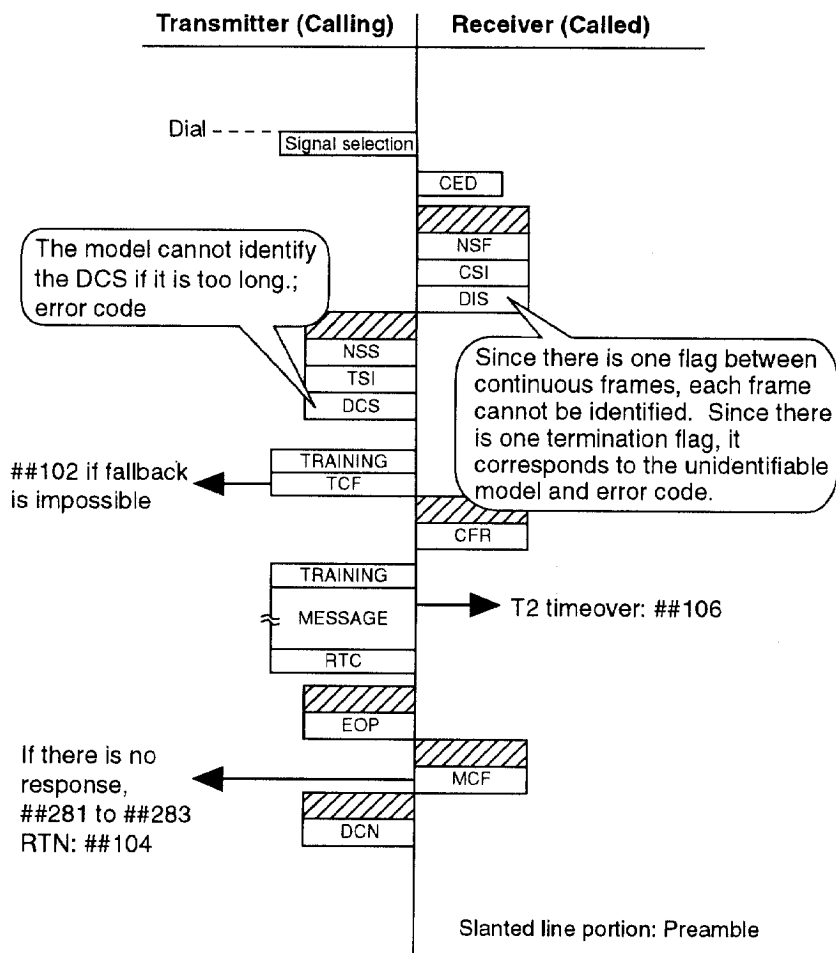 Transmitter (Calling)
Receiver (Called)
Dial
Signal selection
CED
NSF
CSI
DIS
The model cannot identify
the DCS if it is too long.;
error code
NSS
TSI
DCS
Since there is one flag between
continuous frames, each frame
cannot be identified. Since there
is one termination flag, it
corresponds to the unidentifiable
model and error code.
TRAINING
TCF
##102 if fallback
is impossible
CFR
TRAINING
MESSAGE
RTC
T2 timeover: ##106
EOP
MCF
If there is no
response,
##281 to ##283
RTN: ##104
DCN
Slanted line portion: Preamble